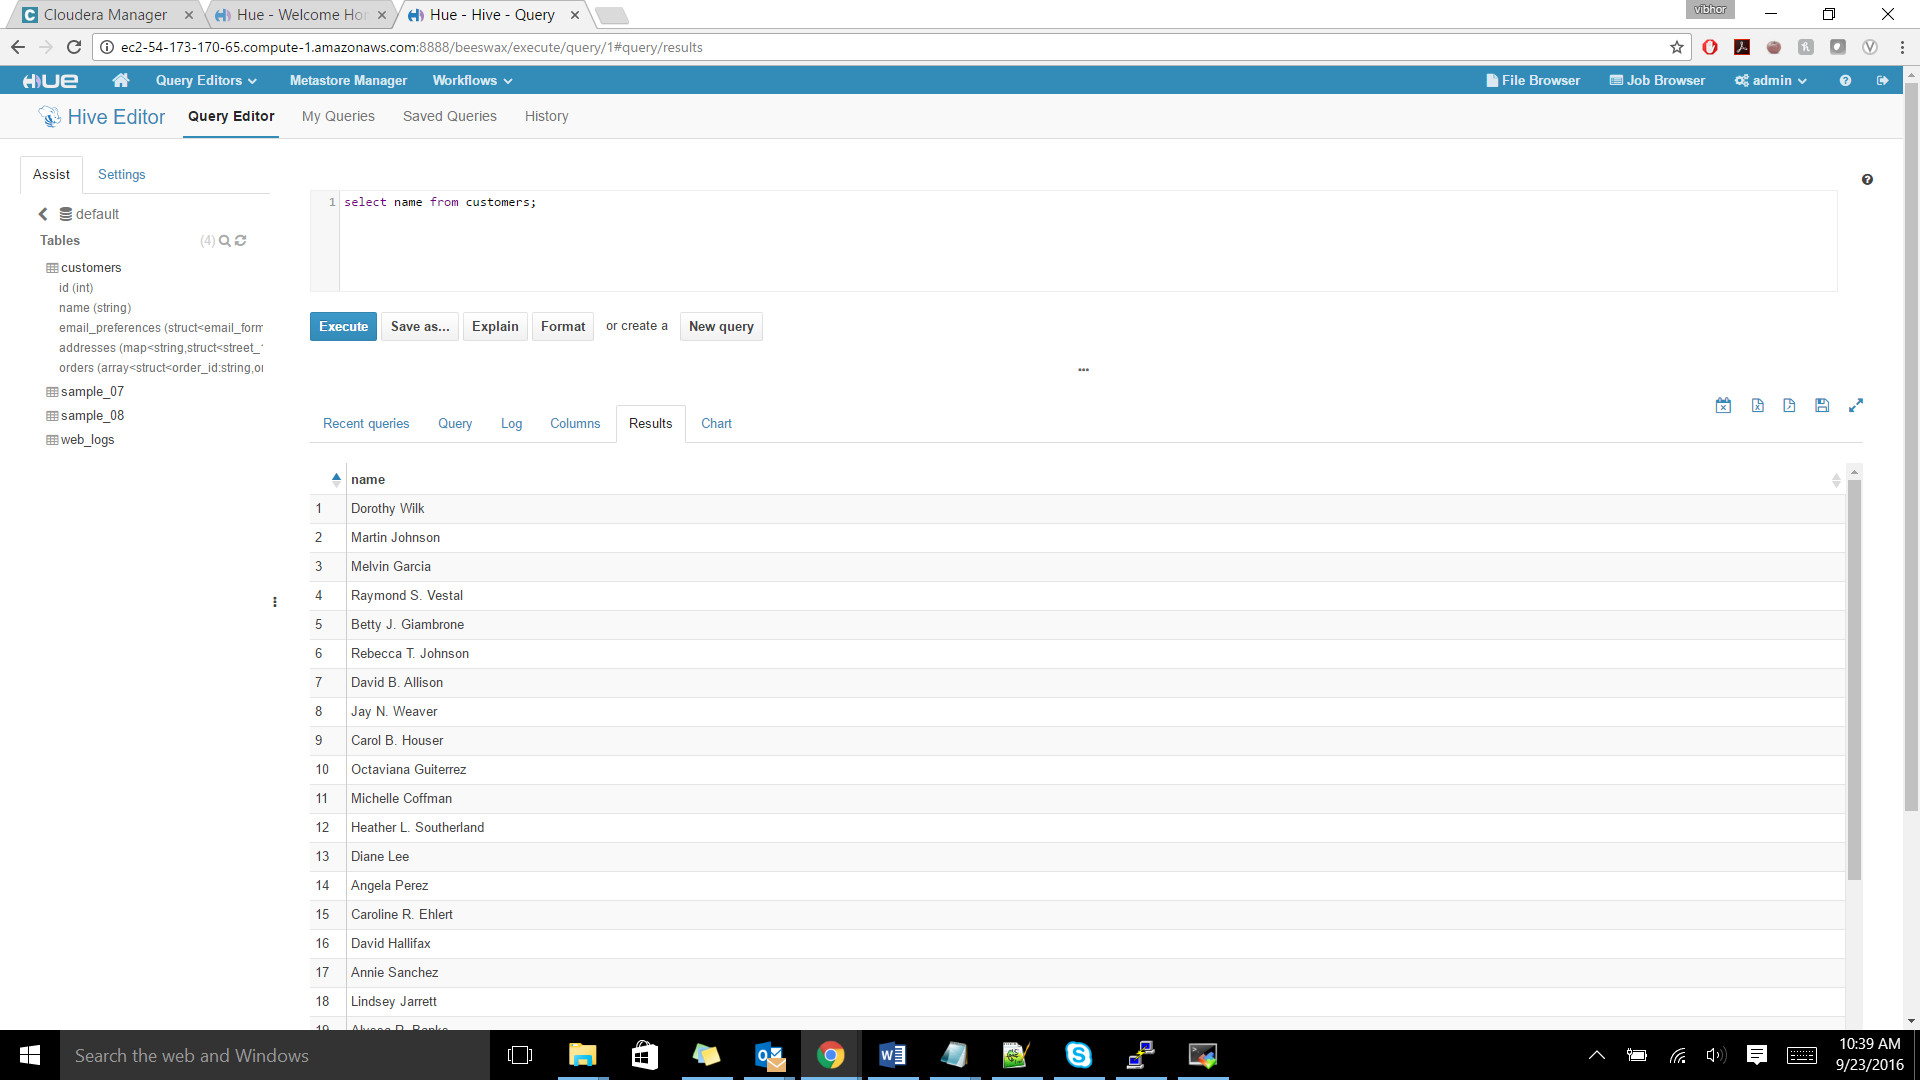 Cloudera Manager
Hue - Welcome Hor
Hue - Hive - Query
vibhor
ec2-54-173-170-65.compute-1.amazonaws.com:8888/beeswax/execute/query/1#query/results
HUE
Query Editors
Metastore Manager
Workflows
File Browser
Job Browser
admin
Hive Editor
Query Editor
My Queries
Saved Queries
History
Assist
Settings
default
Tables
(4)
customers
id (int)
name (string)
email_preferences (struct<email_form
addresses (map<string,struct<street_
orders (array<struct<order_id:string,or
sample_07
sample_08
web_logs
1 select name from customers;
Execute
Save as...
Explain
Format
or create a
New query
...
Recent queries
Query
Log
Columns
Results
Chart
name
1 Dorothy Wilk
2 Martin Johnson
3 Melvin Garcia
4 Raymond S. Vestal
5 Betty J. Giambrone
6 Rebecca T. Johnson
7 David B. Allison
8 Jay N. Weaver
9 Carol B. Houser
10 Octaviana Guiterrez
11 Michelle Coffman
12 Heather L. Southerland
13 Diane Lee
14 Angela Perez
15 Caroline R. Ehlert
16 David Hallifax
17 Annie Sanchez
18 Lindsey Jarrett
Search the web and Windows
10:39 AM
9/23/2016